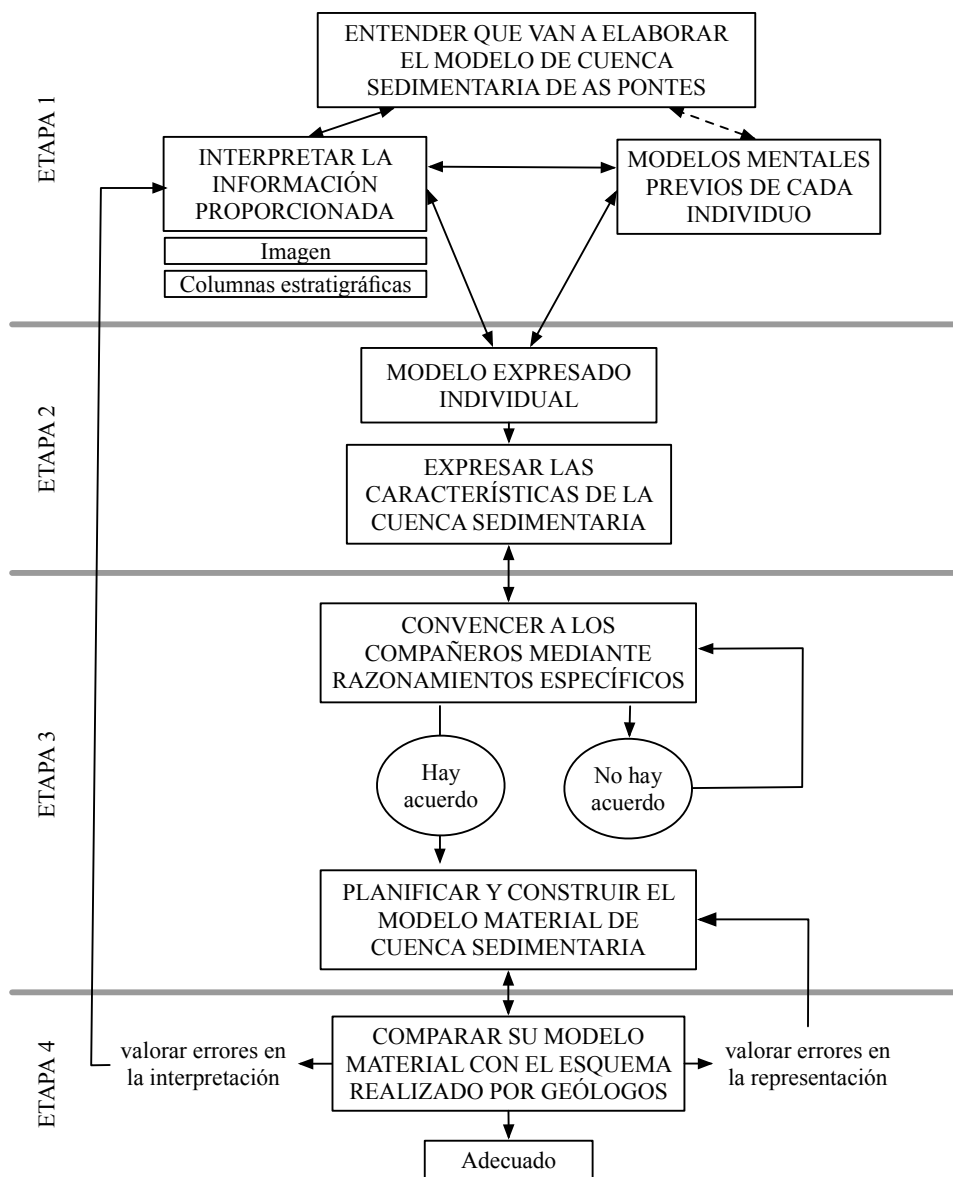 ETAPA 1
ENTENDER QUE VAN A ELABORAR
EL MODELO DE CUENCA
SEDIMENTARIA DE AS PONTES
INTERPRETAR LA
INFORMACIÓN
PROPORCIONADA
Imagen
Columnas estratigráficas
MODELOS MENTALES
PREVIOS DE CADA
INDIVIDUO
ETAPA 2
MODELO EXPRESADO
INDIVIDUAL
EXPRESAR LAS
CARACTERÍSTICAS DE LA
CUENCA SEDIMENTARIA
ETAPA 3
CONVENCER A LOS
COMPAÑEROS MEDIANTE
RAZONAMIENTOS ESPECÍFICOS
Hay
acuerdo
No hay
acuerdo
PLANIFICAR Y CONSTRUIR EL
MODELO MATERIAL DE
CUENCA SEDIMENTARIA
ETAPA 4
valorar errores en
la interpretación
COMPARAR SU MODELO
MATERIAL CON EL ESQUEMA
REALIZADO POR GEÓLOGOS
valorar errores en
la representación
Adecuado